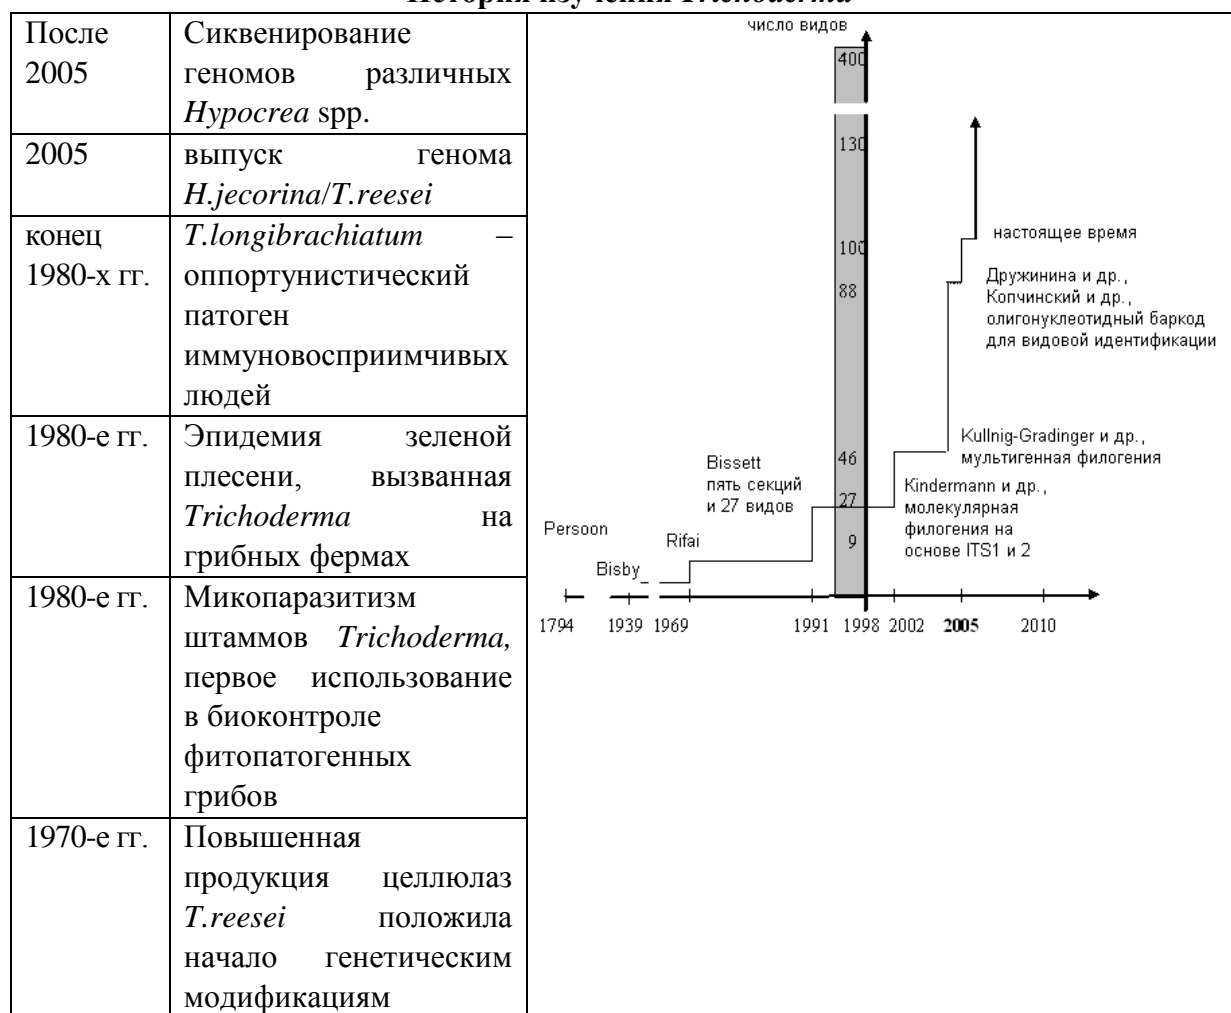 История изучения Trichoderma
После
2005
Сиквенирование
геномов различных
Hypocrea spp.
2005
выпуск генома
H.jecorina/T.reesei
конец
1980-х гг.
T.longibrachiatum –
оппортунистический
патоген
иммуновосприимчивых
людей
1980-е гг.
Эпидемия зеленой
плесени, вызванная
Trichoderma на
грибных фермах
1980-е гг.
Микопаразитизм
штаммов Trichoderma,
первое использование
в биоконтроле
фитопатогенных
грибов
1970-е гг.
Повышенная
продукция целлюлаз
T.reesei положила
начало генетическим
модификациям
число видов
400
130
100
88
46
27
9
настоящее время
Дружинина и др.,
Копчинский и др.,
олигонуклеотидный баркод
для видовой идентификации
Kullnig-Gradinger и др.,
мультигенная филогения
Kindermann и др.,
молекулярная
филогения на
основе ITS1 и 2
Bissett
пять секций
и 27 видов
Persoon
Rifai
Bisby
1794 1939 1969 1991 1998 2002 2005 2010